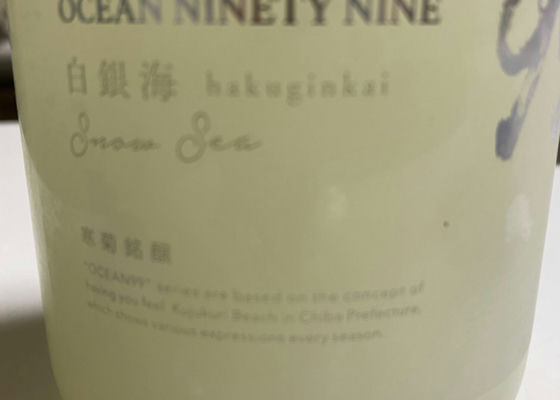 OCEAN NINETY NINE
白銀海 hakuginkai
Snow Sea
寒菊銘醸
"OCEAN99" series are based on the concept of
having you feel Kujukuri Beach in Chiba Prefecture,
which shows various expressions every season.